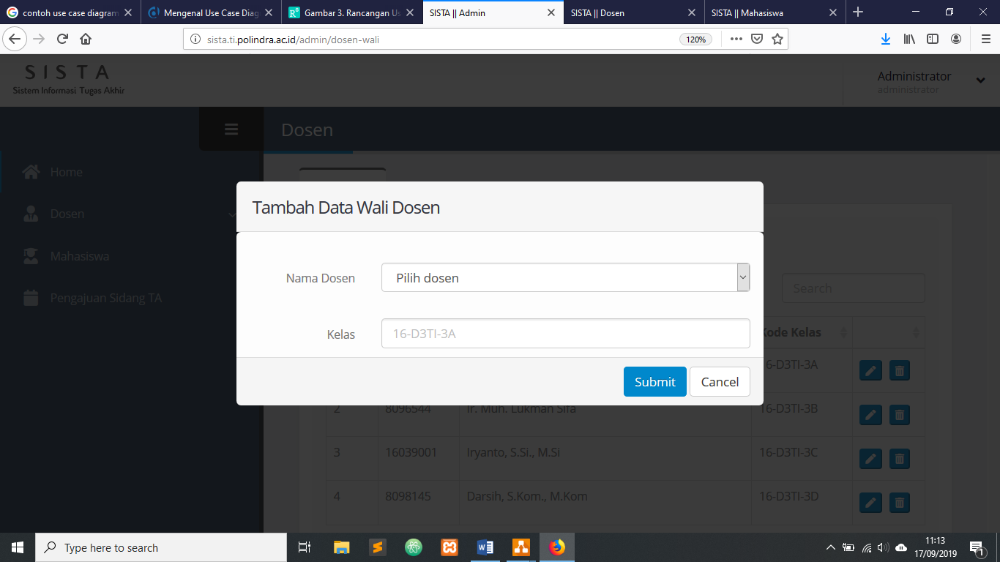 contoh use case diagram
Mengenal Use Case Diag
Gambar 3. Rancangan Us
SISTA || Admin
SISTA || Dosen
SISTA || Mahasiswa
sista.ti.polindra.ac.id/admin/dosen-wali
120%
SISTA
Sistem Informasi Tugas Akhir
Administrator
administrator
Dosen
Home
Dosen
Mahasiswa
Pengajuan Sidang TA
Tambah Data Wali Dosen
Nama Dosen
Pilih dosen
Kelas
16-D3TI-3A
Submit
Cancel
Search
Kode Kelas
16-D3TI-3A
2 8096544 Ir. Muh. Lukman Sifa 16-D3TI-3B
3 16039001 Iryanto, S.Si., M.Si 16-D3TI-3C
4 8098145 Darsih, S.Kom., M.Kom 16-D3TI-3D
Type here to search
11:13
17/09/2019
1